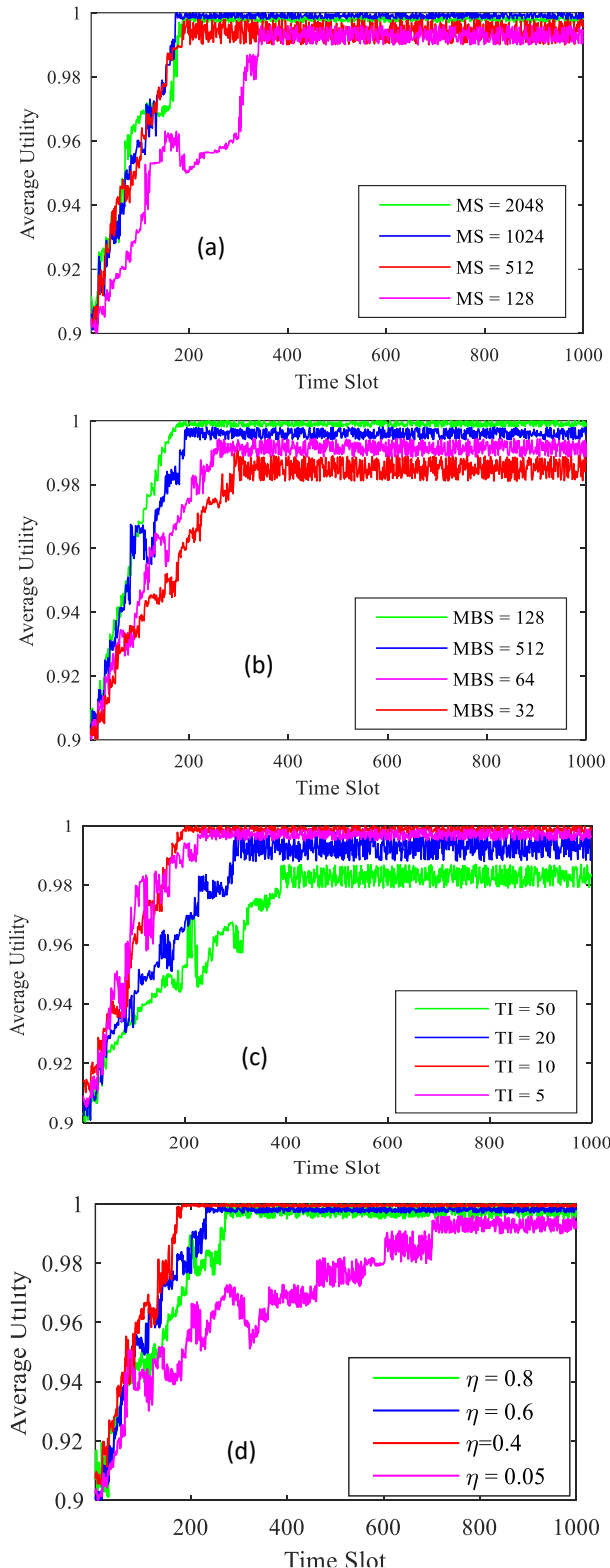 1
0.98
0.96
0.94
0.92
0.9
Average Utility
(a)
MS = 2048
MS = 1024
MS = 512
MS = 128
200 400 600 800 1000
Time Slot
1
0.98
0.96
0.94
0.92
0.9
Average Utility
(b)
MBS = 128
MBS = 512
MBS = 64
MBS = 32
200 400 600 800 1000
Time Slot
1
0.98
0.96
0.94
0.92
0.9
Average Utility
(c)
TI = 50
TI = 20
TI = 10
TI = 5
200 400 600 800 1000
Time Slot
1
0.98
0.96
0.94
0.92
0.9
Average Utility
(d)
η = 0.8
η = 0.6
η=0.4
η = 0.05
200 400 600 800 1000
Time Slot